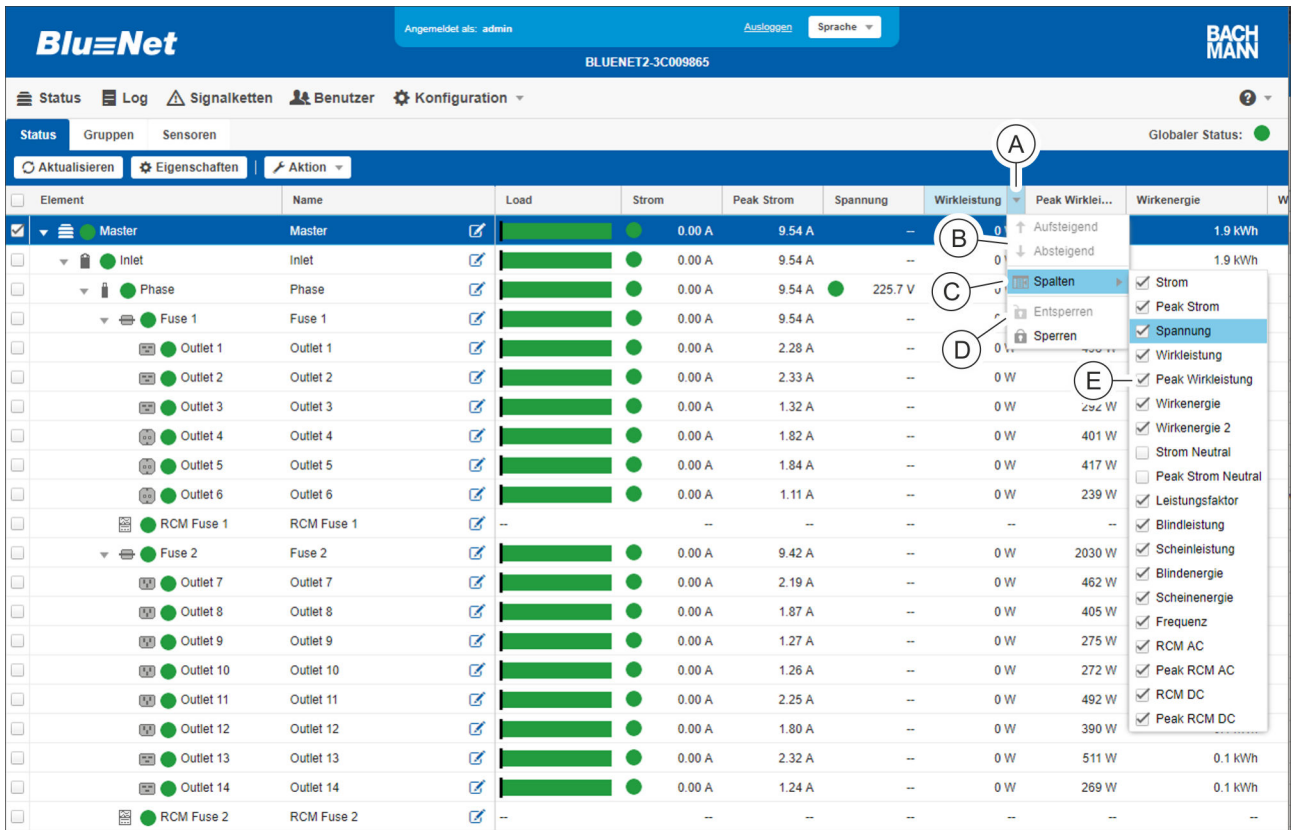 BlueNet
Angemeldet als: admin
Ausloggen
Sprache
BACH
MANN
BLUENET2-3C009865
Status Log Signalketten Benutzer Konfiguration ?
Status Gruppen Sensoren Globaler Status:
Aktualisieren Eigenschaften | Aktion
A
Element Name Load Strom Peak Strom Spannung Wirkleistung Peak Wirklei... Wirkenergie W
Master Master 0.00 A 9.54 A -- 0 1.9 kWh
Inlet Inlet 0.00 A 9.54 A -- 0 1.9 kWh
Phase Phase 0.00 A 9.54 A 225.7 V
Fuse 1 Fuse 1 0.00 A 9.54 A --
Outlet 1 Outlet 1 0.00 A 2.28 A -- 0 W
Outlet 2 Outlet 2 0.00 A 2.33 A -- 0 W
Outlet 3 Outlet 3 0.00 A 1.32 A -- 0 W 292 W
Outlet 4 Outlet 4 0.00 A 1.82 A -- 0 W 401 W
Outlet 5 Outlet 5 0.00 A 1.84 A -- 0 W 417 W
Outlet 6 Outlet 6 0.00 A 1.11 A -- 0 W 239 W
RCM Fuse 1 RCM Fuse 1 -- -- -- -- -- --
Fuse 2 Fuse 2 0.00 A 9.42 A -- 0 W 2030 W
Outlet 7 Outlet 7 0.00 A 2.19 A -- 0 W 462 W
Outlet 8 Outlet 8 0.00 A 1.87 A -- 0 W 405 W
Outlet 9 Outlet 9 0.00 A 1.27 A -- 0 W 275 W
Outlet 10 Outlet 10 0.00 A 1.26 A -- 0 W 272 W
Outlet 11 Outlet 11 0.00 A 2.25 A -- 0 W 492 W
Outlet 12 Outlet 12 0.00 A 1.80 A -- 0 W 390 W
Outlet 13 Outlet 13 0.00 A 2.32 A -- 0 W 511 W 0.1 kWh
Outlet 14 Outlet 14 0.00 A 1.24 A -- 0 W 269 W 0.1 kWh
RCM Fuse 2 RCM Fuse 2 -- -- -- -- -- -- --
Aufsteigend
B
Absteigend
C
Spalten
Entsperren
D
Sperren
Strom
Peak Strom
Spannung
Wirkleistung
E
Peak Wirkleistung
Wirkenergie
Wirkenergie 2
Strom Neutral
Peak Strom Neutral
Leistungsfaktor
Blindleistung
Scheinleistung
Blindenergie
Scheinenergie
Frequenz
RCM AC
Peak RCM AC
RCM DC
Peak RCM DC